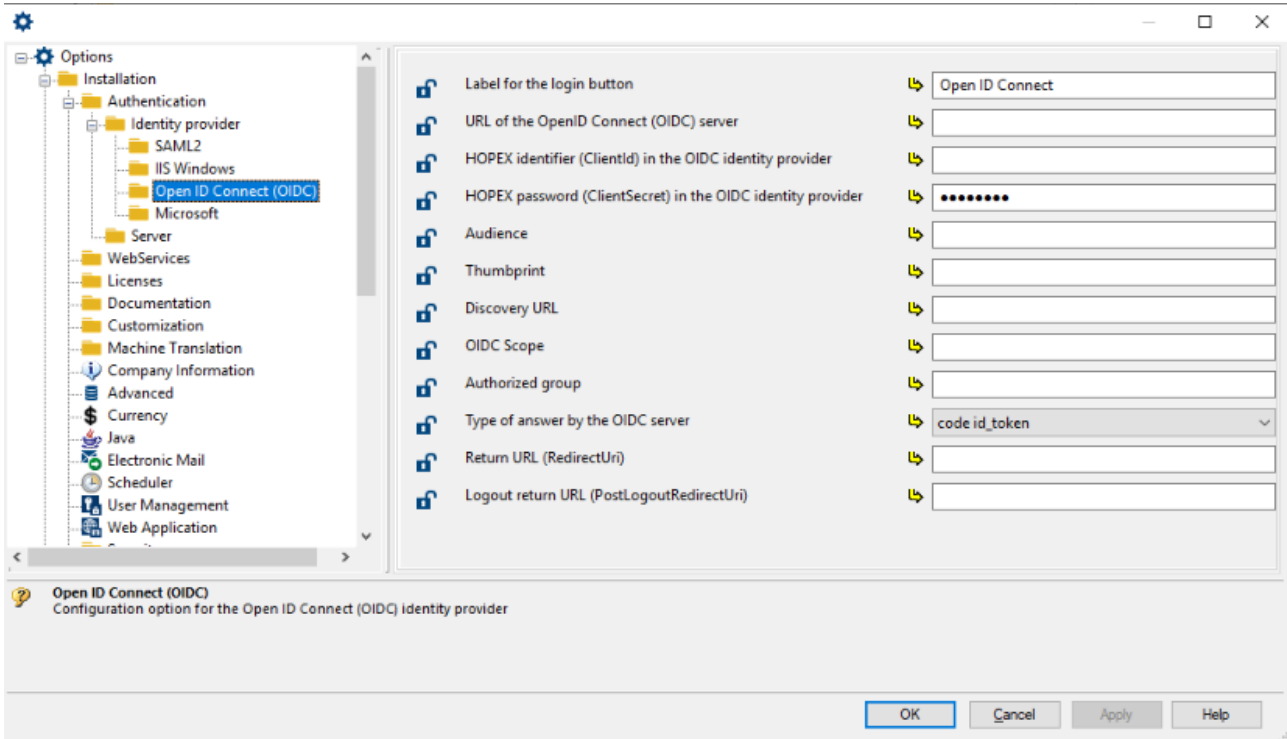 Options
Installation
Authentication
Identity provider
SAML2
IIS Windows
Open ID Connect (OIDC)
Microsoft
Server
WebServices
Licenses
Documentation
Customization
Machine Translation
Company Information
Advanced
Currency
Java
Electronic Mail
Scheduler
User Management
Web Application
Label for the login button
Open ID Connect
URL of the OpenID Connect (OIDC) server
HOPEX identifier (ClientId) in the OIDC identity provider
HOPEX password (ClientSecret) in the OIDC identity provider
●●●●●●●●
Audience
Thumbprint
Discovery URL
OIDC Scope
Authorized group
Type of answer by the OIDC server
code id_token
Return URL (RedirectUri)
Logout return URL (PostLogoutRedirectUri)
Open ID Connect (OIDC)
Configuration option for the Open ID Connect (OIDC) identity provider
OK
Cancel
Apply
Help